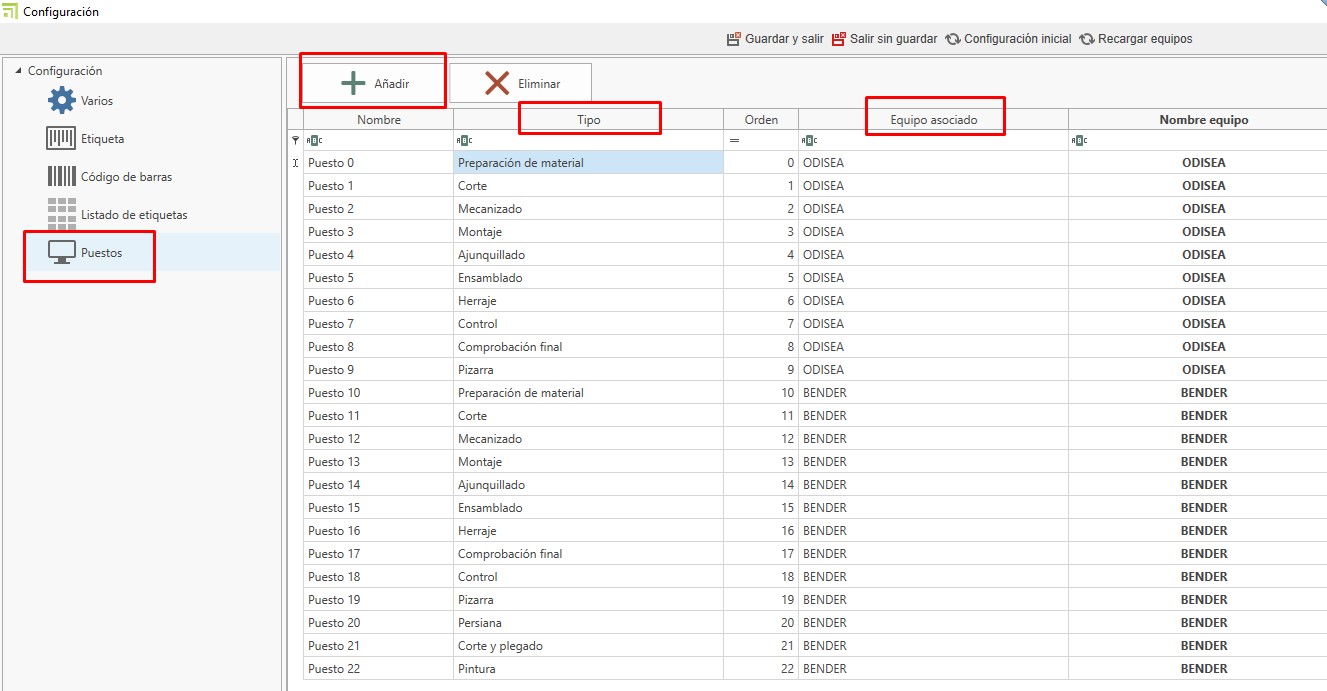 Configuración
Guardar y salir Salir sin guardar Configuración inicial Recargar equipos
Configuración
Varios
Etiqueta
Código de barras
Listado de etiquetas
Puestos
Añadir Eliminar
Nombre Tipo Orden Equipo asociado Nombre equipo
ABC ABC = ABC ABC
Puesto 0 Preparación de material 0 ODISEA ODISEA
Puesto 1 Corte 1 ODISEA ODISEA
Puesto 2 Mecanizado 2 ODISEA ODISEA
Puesto 3 Montaje 3 ODISEA ODISEA
Puesto 4 Ajunquillado 4 ODISEA ODISEA
Puesto 5 Ensamblado 5 ODISEA ODISEA
Puesto 6 Herraje 6 ODISEA ODISEA
Puesto 7 Control 7 ODISEA ODISEA
Puesto 8 Comprobación final 8 ODISEA ODISEA
Puesto 9 Pizarra 9 ODISEA ODISEA
Puesto 10 Preparación de material 10 BENDER BENDER
Puesto 11 Corte 11 BENDER BENDER
Puesto 12 Mecanizado 12 BENDER BENDER
Puesto 13 Montaje 13 BENDER BENDER
Puesto 14 Ajunquillado 14 BENDER BENDER
Puesto 15 Ensamblado 15 BENDER BENDER
Puesto 16 Herraje 16 BENDER BENDER
Puesto 17 Comprobación final 17 BENDER BENDER
Puesto 18 Control 18 BENDER BENDER
Puesto 19 Pizarra 19 BENDER BENDER
Puesto 20 Persiana 20 BENDER BENDER
Puesto 21 Corte y plegado 21 BENDER BENDER
Puesto 22 Pintura 22 BENDER BENDER